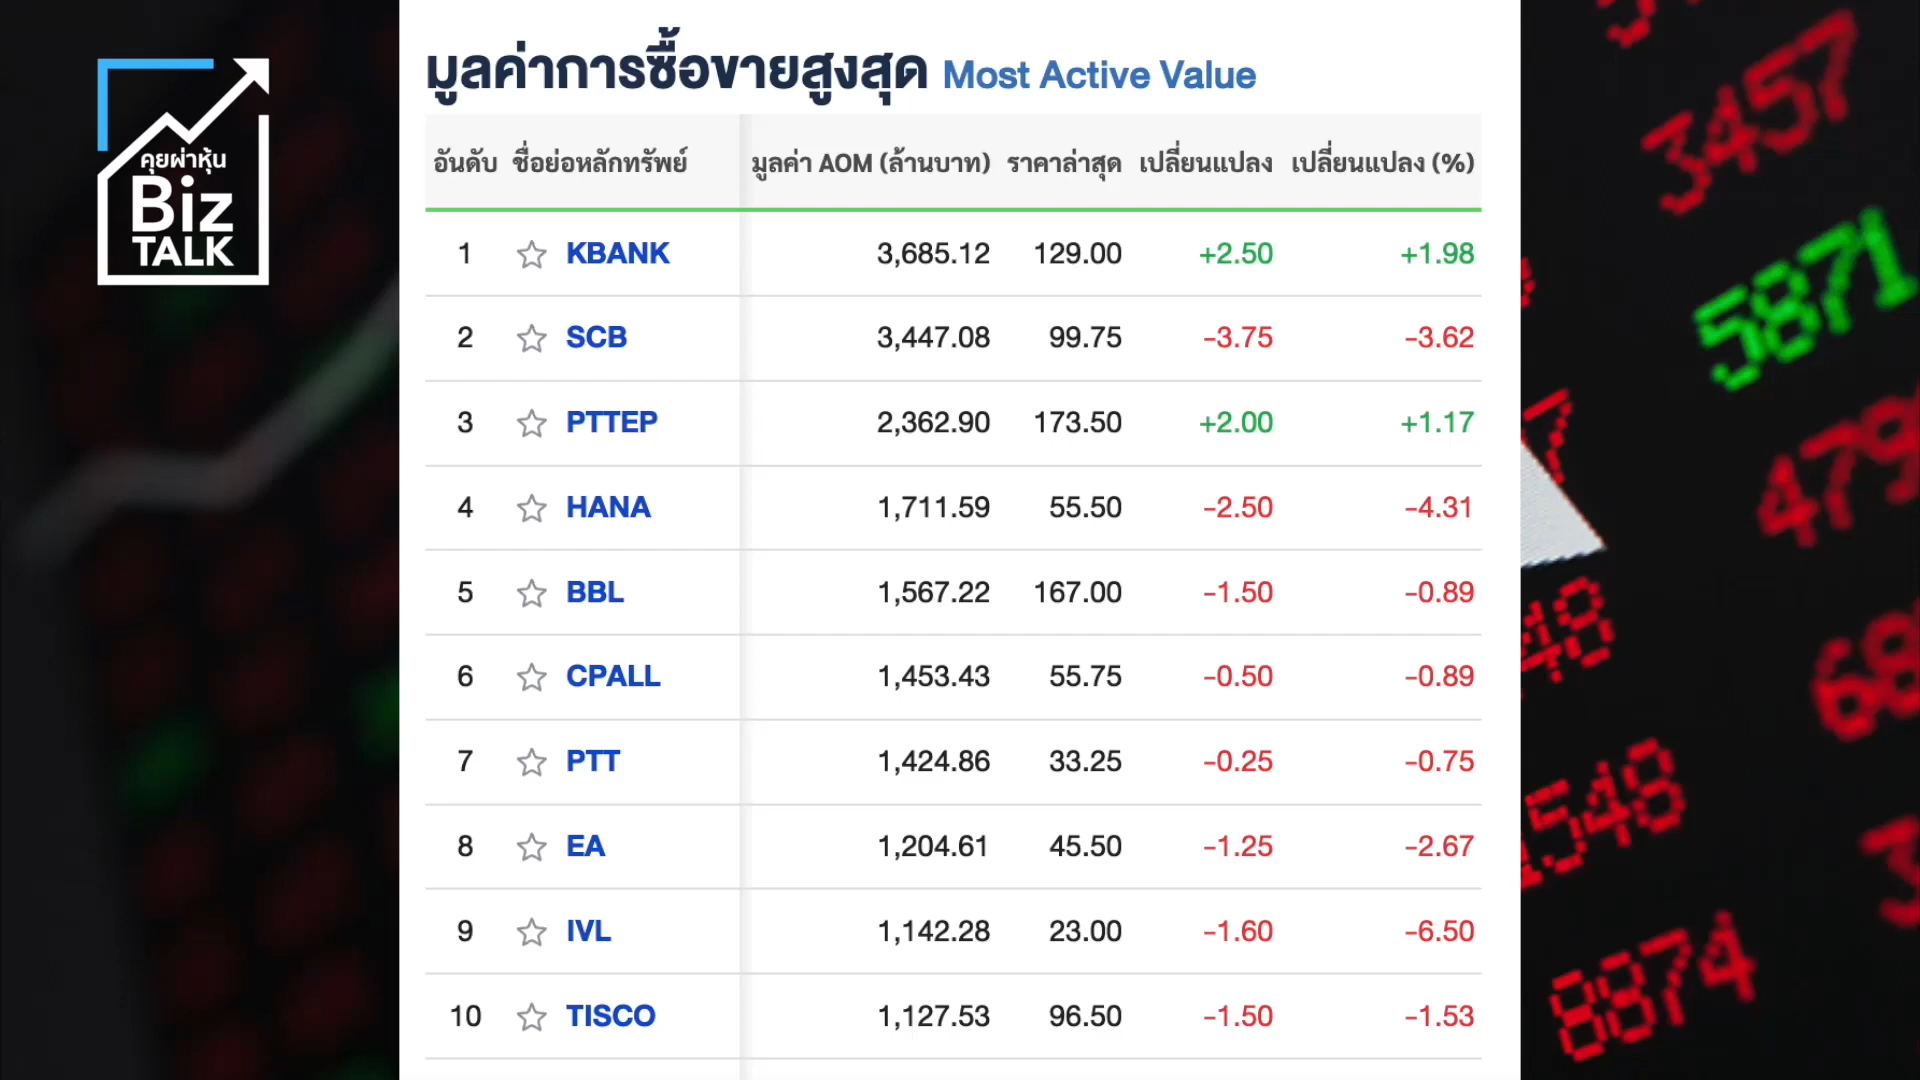 คุยผ่าหุ้น
Biz
TALK
มูลค่าการซื้อขายสูงสุด Most Active Value
อันดับ ชื่อย่อหลักทรัพย์ มูลค่า AOM (ล้านบาท) ราคาล่าสุด เปลี่ยนแปลง เปลี่ยนแปลง (%)
1 KBANK 3,685.12 129.00 +2.50 +1.98
2 SCB 3,447.08 99.75 -3.75 -3.62
3 PTTEP 2,362.90 173.50 +2.00 +1.17
4 HANA 1,711.59 55.50 -2.50 -4.31
5 BBL 1,567.22 167.00 -1.50 -0.89
6 CPALL 1,453.43 55.75 -0.50 -0.89
7 PTT 1,424.86 33.25 -0.25 -0.75
8 EA 1,204.61 45.50 -1.25 -2.67
9 IVL 1,142.28 23.00 -1.60 -6.50
10 TISCO 1,127.53 96.50 -1.50 -1.53
3457
5871
479
48
68
1548
8874